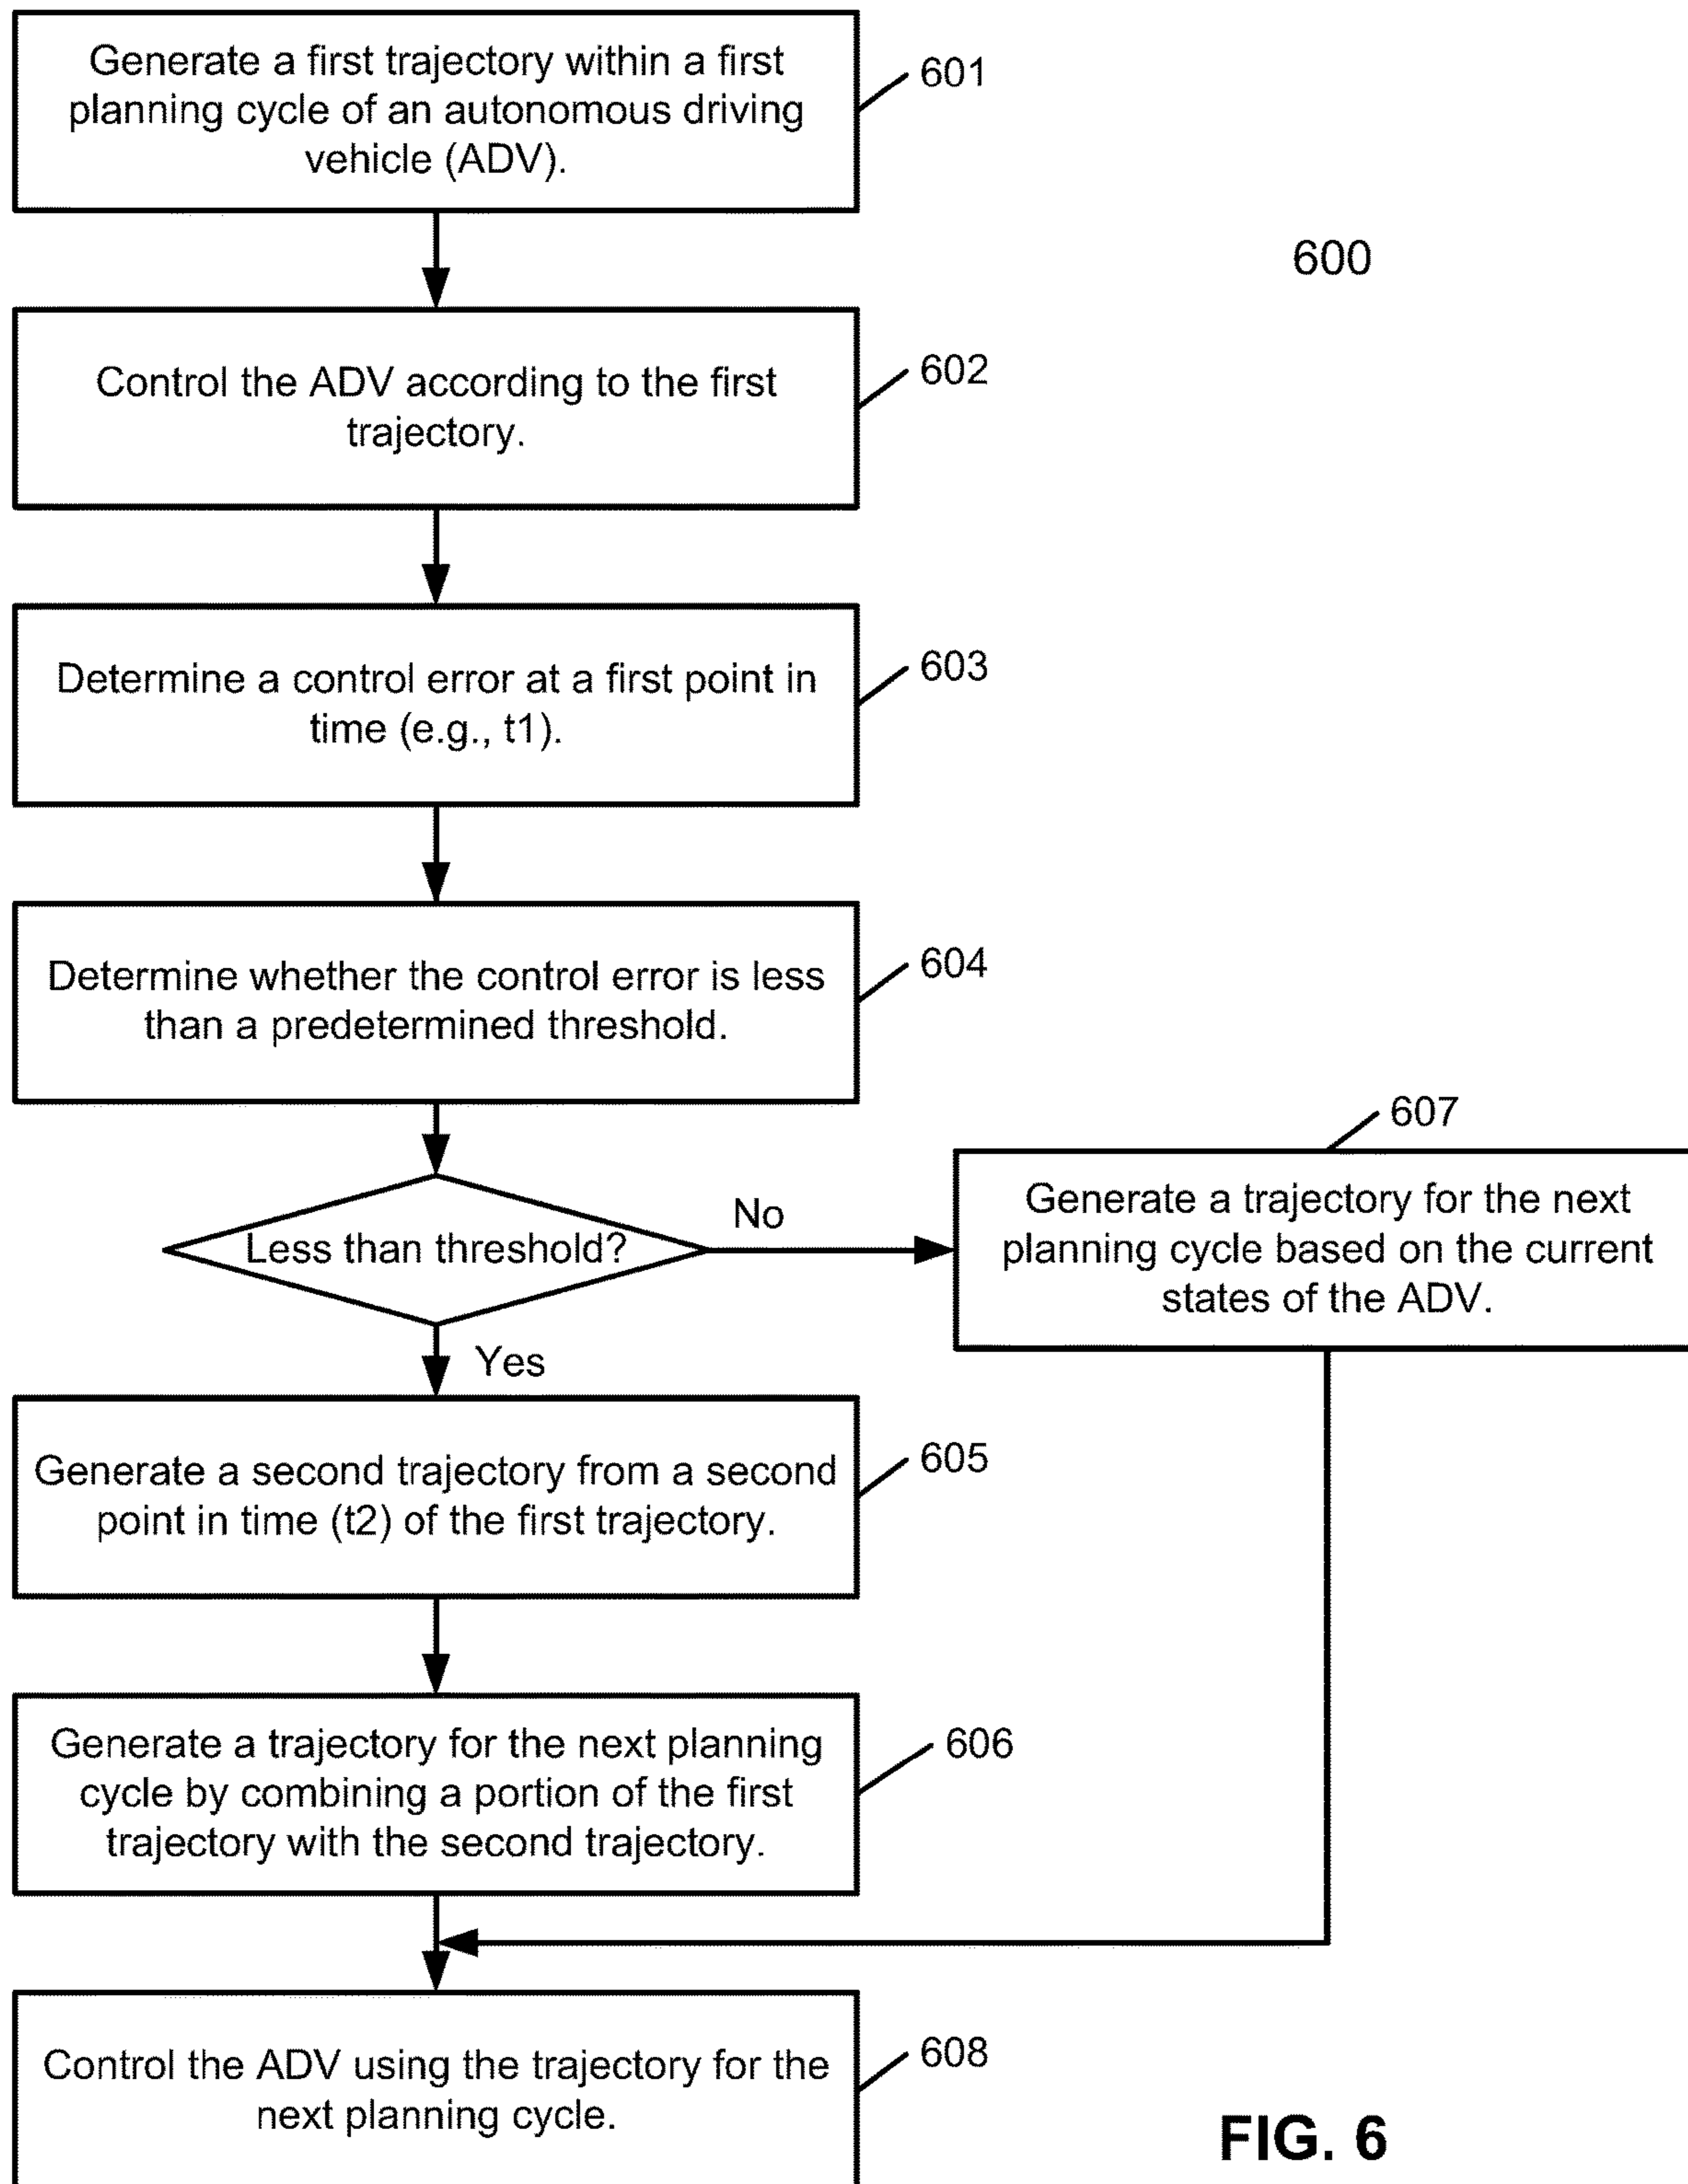 Generate a first trajectory within a first
planning cycle of an autonomous driving
vehicle (ADV).
601
600
Control the ADV according to the first
trajectory.
602
Determine a control error at a first point in
time (e.g., t1).
603
Determine whether the control error is less
than a predetermined threshold.
604
Less than threshold?
No
607
Generate a trajectory for the next
planning cycle based on the current
states of the ADV.
Yes
Generate a second trajectory from a second
point in time (t2) of the first trajectory.
605
Generate a trajectory for the next planning
cycle by combining a portion of the first
trajectory with the second trajectory.
606
Control the ADV using the trajectory for the
next planning cycle.
608
FIG. 6